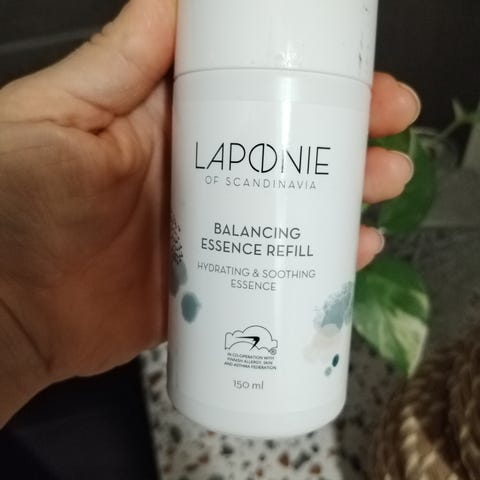 LAPONIE
OF SCANDINAVIA
BALANCING
ESSENCE REFILL
HYDRATING & SOOTHING
ESSENCE
IN CO-OPERATION WITH
FINNISH ALLERGY, SKIN
AND ASTHMA FEDERATION
150 ml